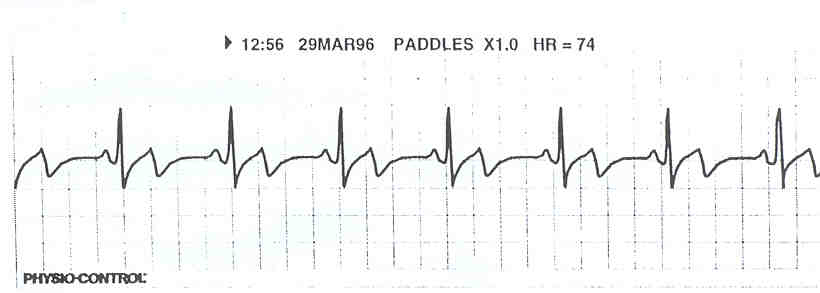 12:56 29MAR96 PADDLES X1.0 HR = 74
PHYSIO-CONTROL